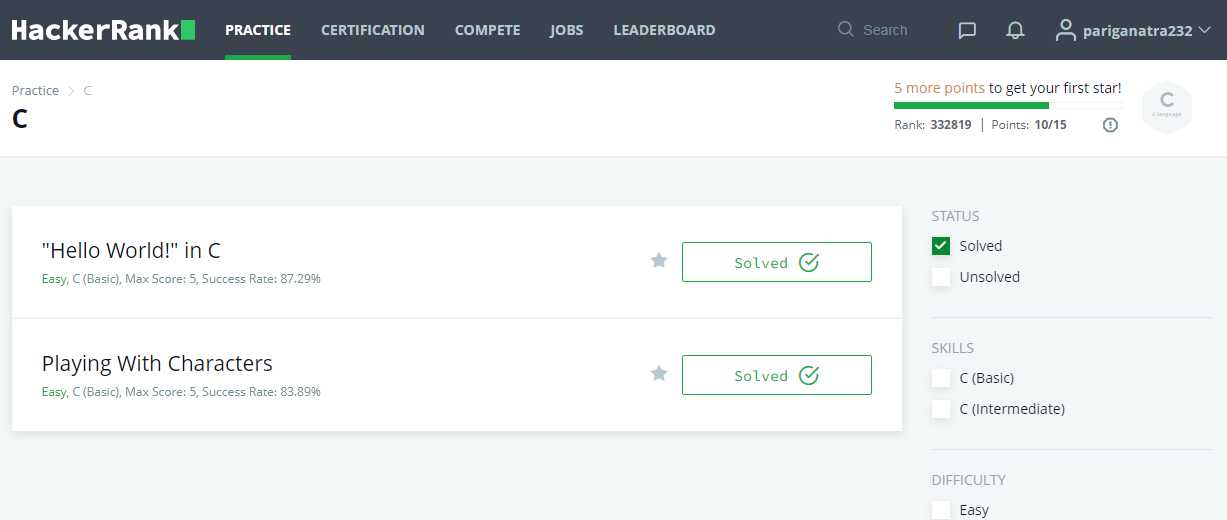 HackerRank PRACTICE CERTIFICATION COMPETE JOBS LEADERBOARD Search pariganatra232
Practice > C
C
5 more points to get your first star!
Rank: 332819 | Points: 10/15
C
C language
"Hello World!" in C
Easy, C (Basic), Max Score: 5, Success Rate: 87.29%
Solved
Playing With Characters
Easy, C (Basic), Max Score: 5, Success Rate: 83.89%
Solved
STATUS
Solved
Unsolved
SKILLS
C (Basic)
C (Intermediate)
DIFFICULTY
Easy